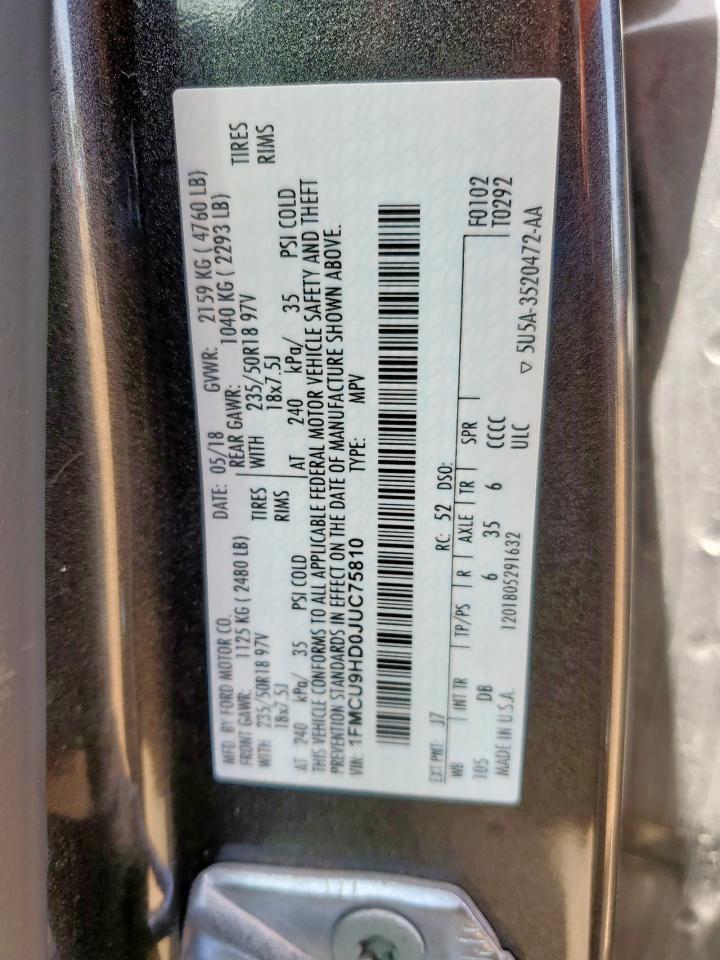 MFD. BY FORD MOTOR CO. DATE: 05/18 GVWR: 2159 KG ( 4760 LB)
FRONT GAWR: 1125 KG ( 2480 LB) REAR GAWR: 1040 KG ( 2293 LB)
WITH 235/50R18 97V TIRES WITH 235/50R18 97V TIRES
18x7.5J RIMS 18x7.5J RIMS
AT 240 kPa/ 35 PSI COLD AT 240 kPa/ 35 PSI COLD
THIS VEHICLE CONFORMS TO ALL APPLICABLE FEDERAL MOTOR VEHICLE SAFETY AND THEFT
PREVENTION STANDARDS IN EFFECT ON THE DATE OF MANUFACTURE SHOWN ABOVE.
VIN: 1FMCU9HD0JUC75810 TYPE: MPV
EXT PNT: J7 RC: 52 DSO: F0102
WB INT TR TP/PS R AXLE TR SPR T0292
105 DB 6 35 6 CCCC
MADE IN U.S.A. 1201805291632 ULC ▽ 5U5A-3520472-AA